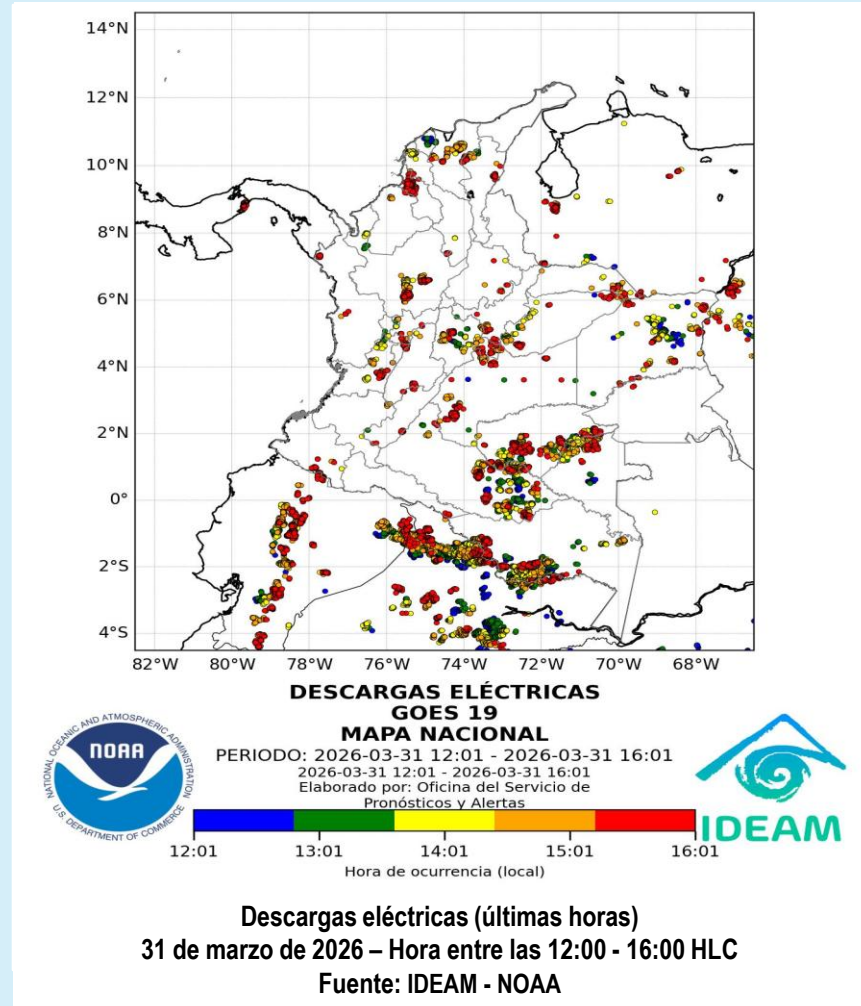 14°N
12°N
10°N
8°N
6°N
4°N
2°N
0°
2°S
4°S
82°W 80°W 78°W 76°W 74°W 72°W 70°W 68°W
DESCARGAS ELÉCTRICAS
GOES 19
MAPA NACIONAL
PERIODO: 2026-03-31 12:01 - 2026-03-31 16:01
2026-03-31 12:01 - 2026-03-31 16:01
Elaborado por: Oficina del Servicio de
Pronósticos y Alertas
NATIONAL OCEANIC AND ATMOSPHERIC ADMINISTRATION
NOAA
U.S. DEPARTMENT OF COMMERCE
IDEAM
12:01 13:01 14:01 15:01 16:01
Hora de ocurrencia (local)
Descargas eléctricas (últimas horas)
31 de marzo de 2026 – Hora entre las 12:00 - 16:00 HLC
Fuente: IDEAM - NOAA